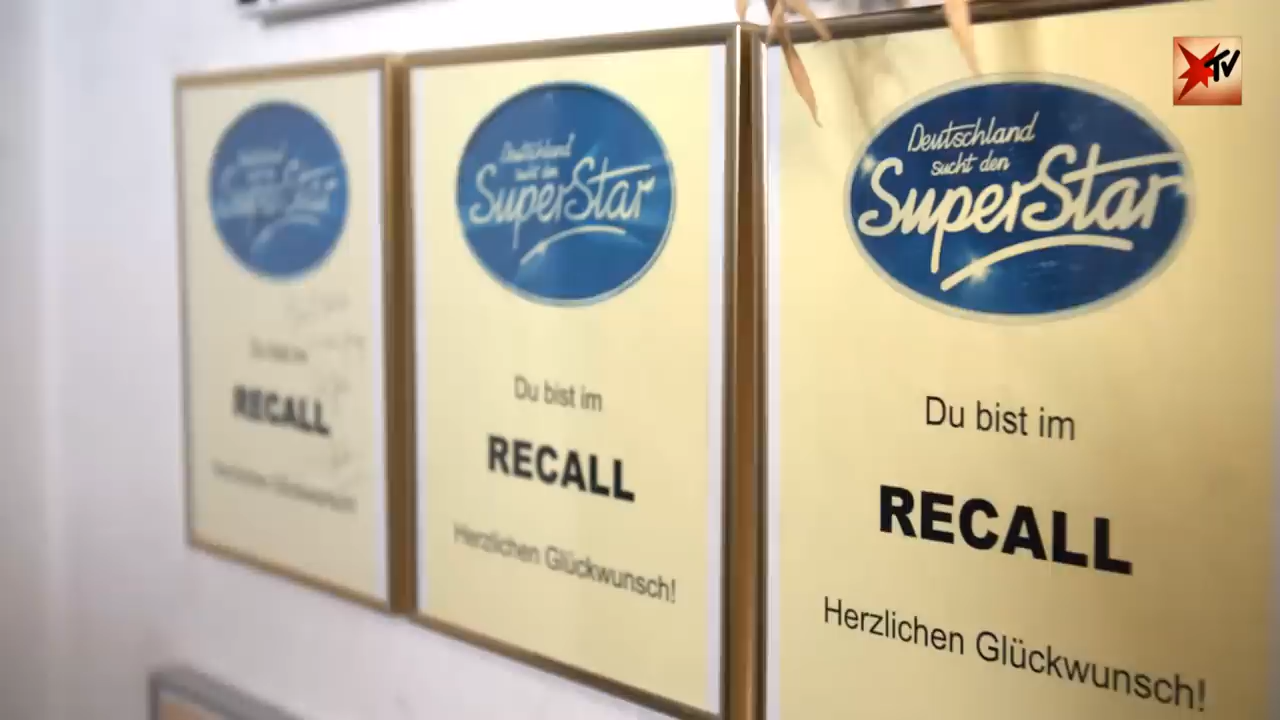 SuperStar
RECALL
Deutschland
sucht den
SuperStar
Du bist im
RECALL
Herzlichen Glückwunsch!
Deutschland
sucht den
SuperStar
Du bist im
RECALL
Herzlichen Glückwunsch!
TV